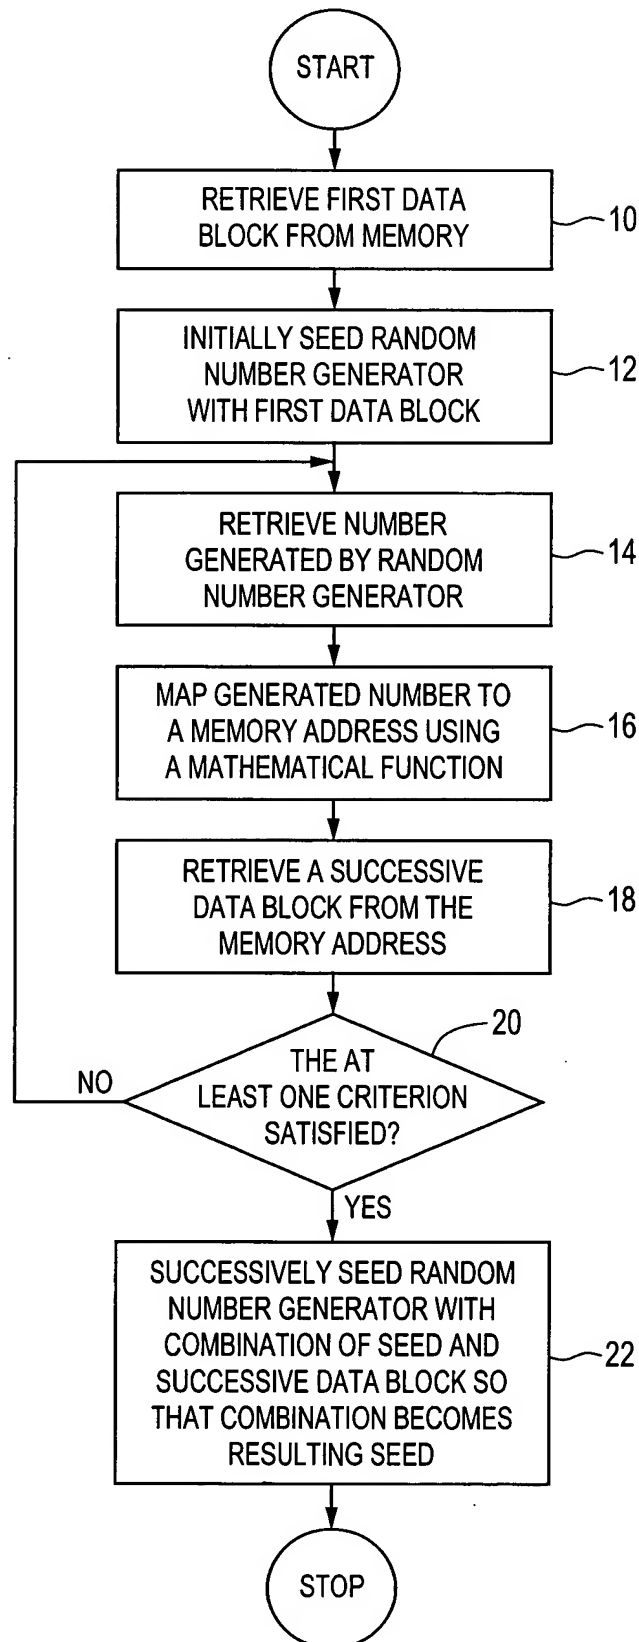 START
RETRIEVE FIRST DATA
BLOCK FROM MEMORY
10
INITIALLY SEED RANDOM
NUMBER GENERATOR
WITH FIRST DATA BLOCK
12
RETRIEVE NUMBER
GENERATED BY RANDOM
NUMBER GENERATOR
14
MAP GENERATED NUMBER TO
A MEMORY ADDRESS USING
A MATHEMATICAL FUNCTION
16
RETRIEVE A SUCCESSIVE
DATA BLOCK FROM THE
MEMORY ADDRESS
18
20
THE AT
LEAST ONE CRITERION
SATISFIED?
NO
YES
SUCCESSIVELY SEED RANDOM
NUMBER GENERATOR WITH
COMBINATION OF SEED AND
SUCCESSIVE DATA BLOCK SO
THAT COMBINATION BECOMES
RESULTING SEED
22
STOP